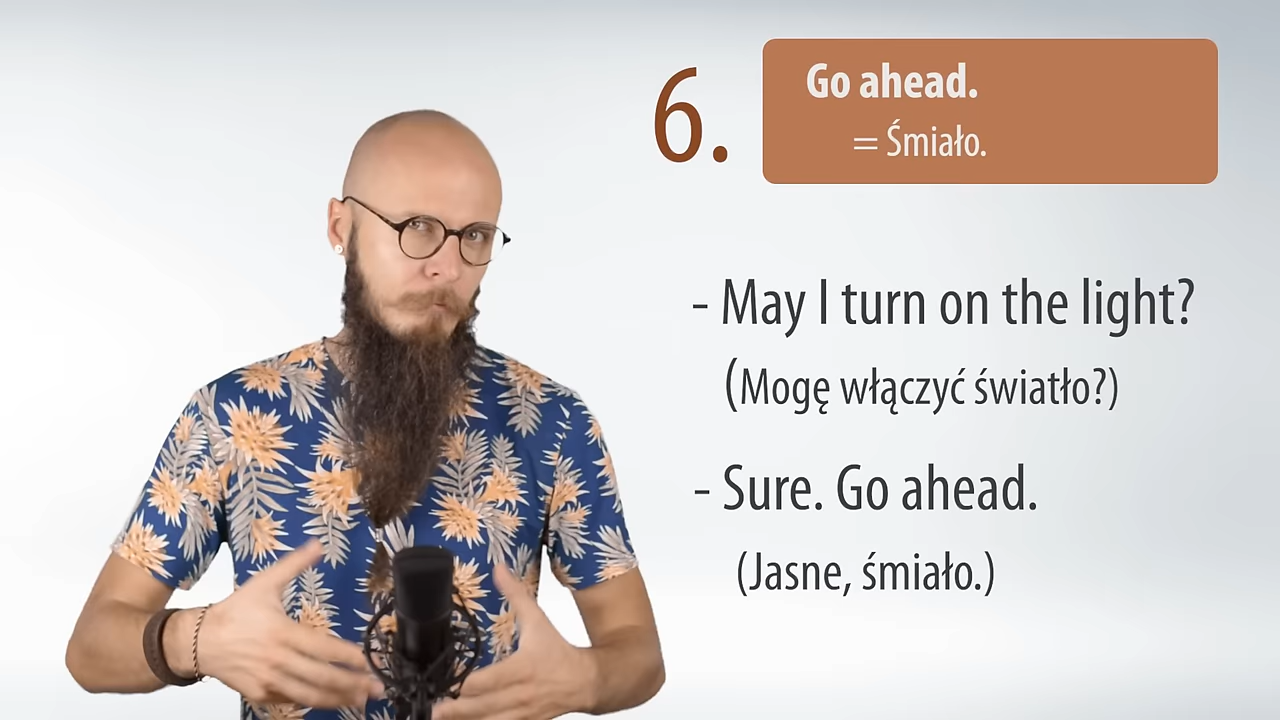 6.
Go ahead.
= Śmiało.
- May I turn on the light?
(Mogę włączyć światło?)
- Sure. Go ahead.
(Jasne, śmiało.)